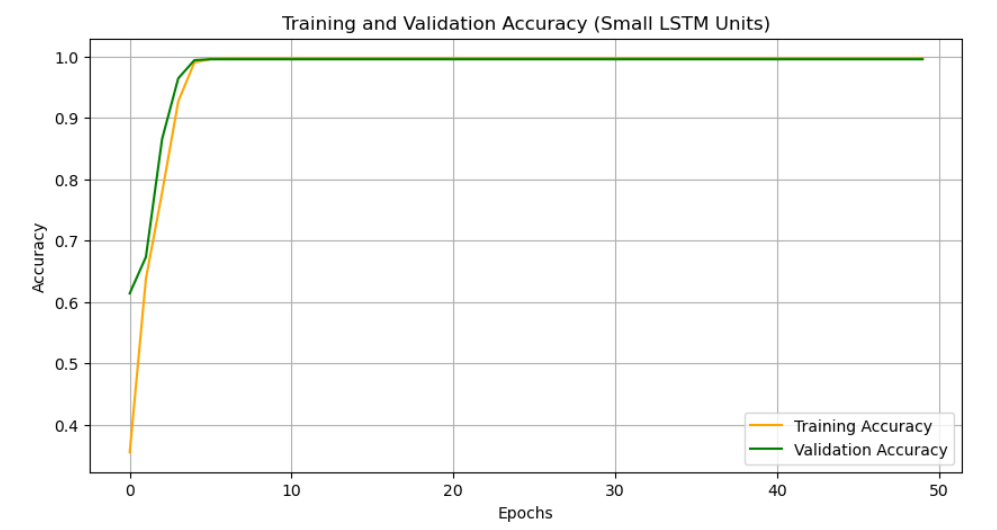 Training and Validation Accuracy (Small LSTM Units)
1.0
0.9
0.8
0.7
0.6
0.5
0.4
Accuracy
0 10 20 30 40 50
Epochs
Training Accuracy
Validation Accuracy